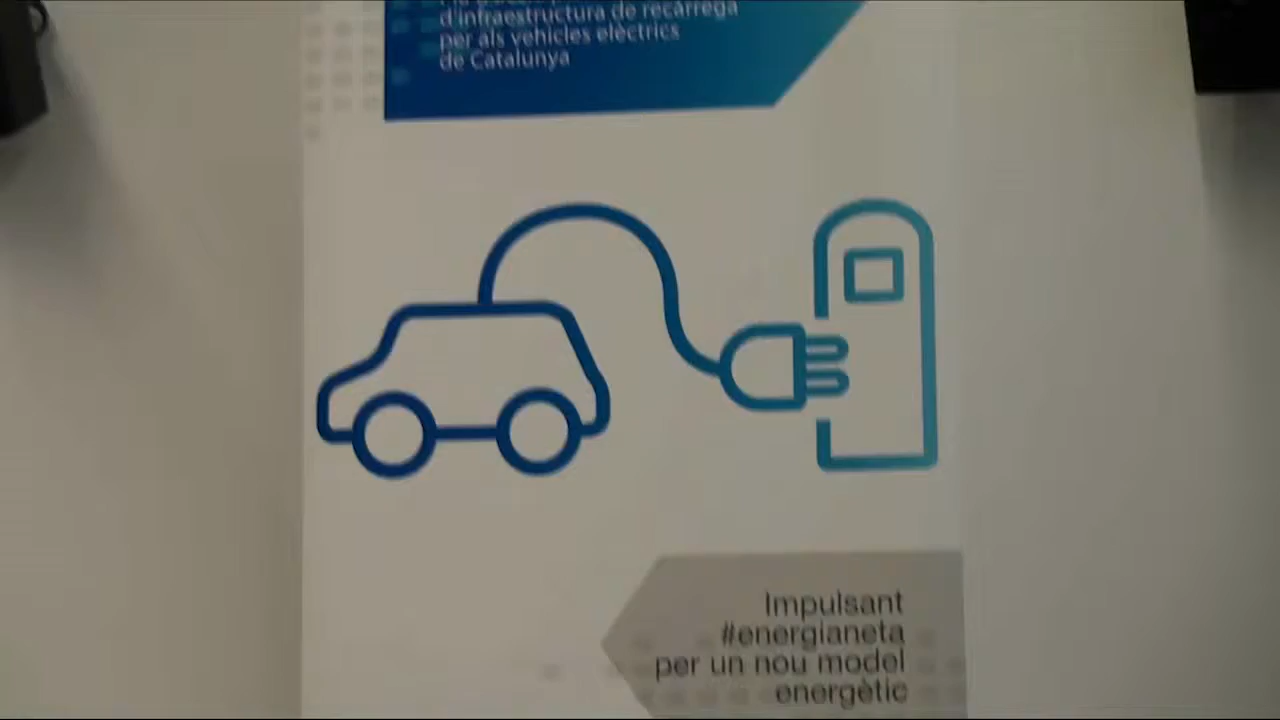 d'infraestructura de recàrrega
per als vehicles elèctrics
de Catalunya
Impulsant
#energianeta
per un nou model
energètic